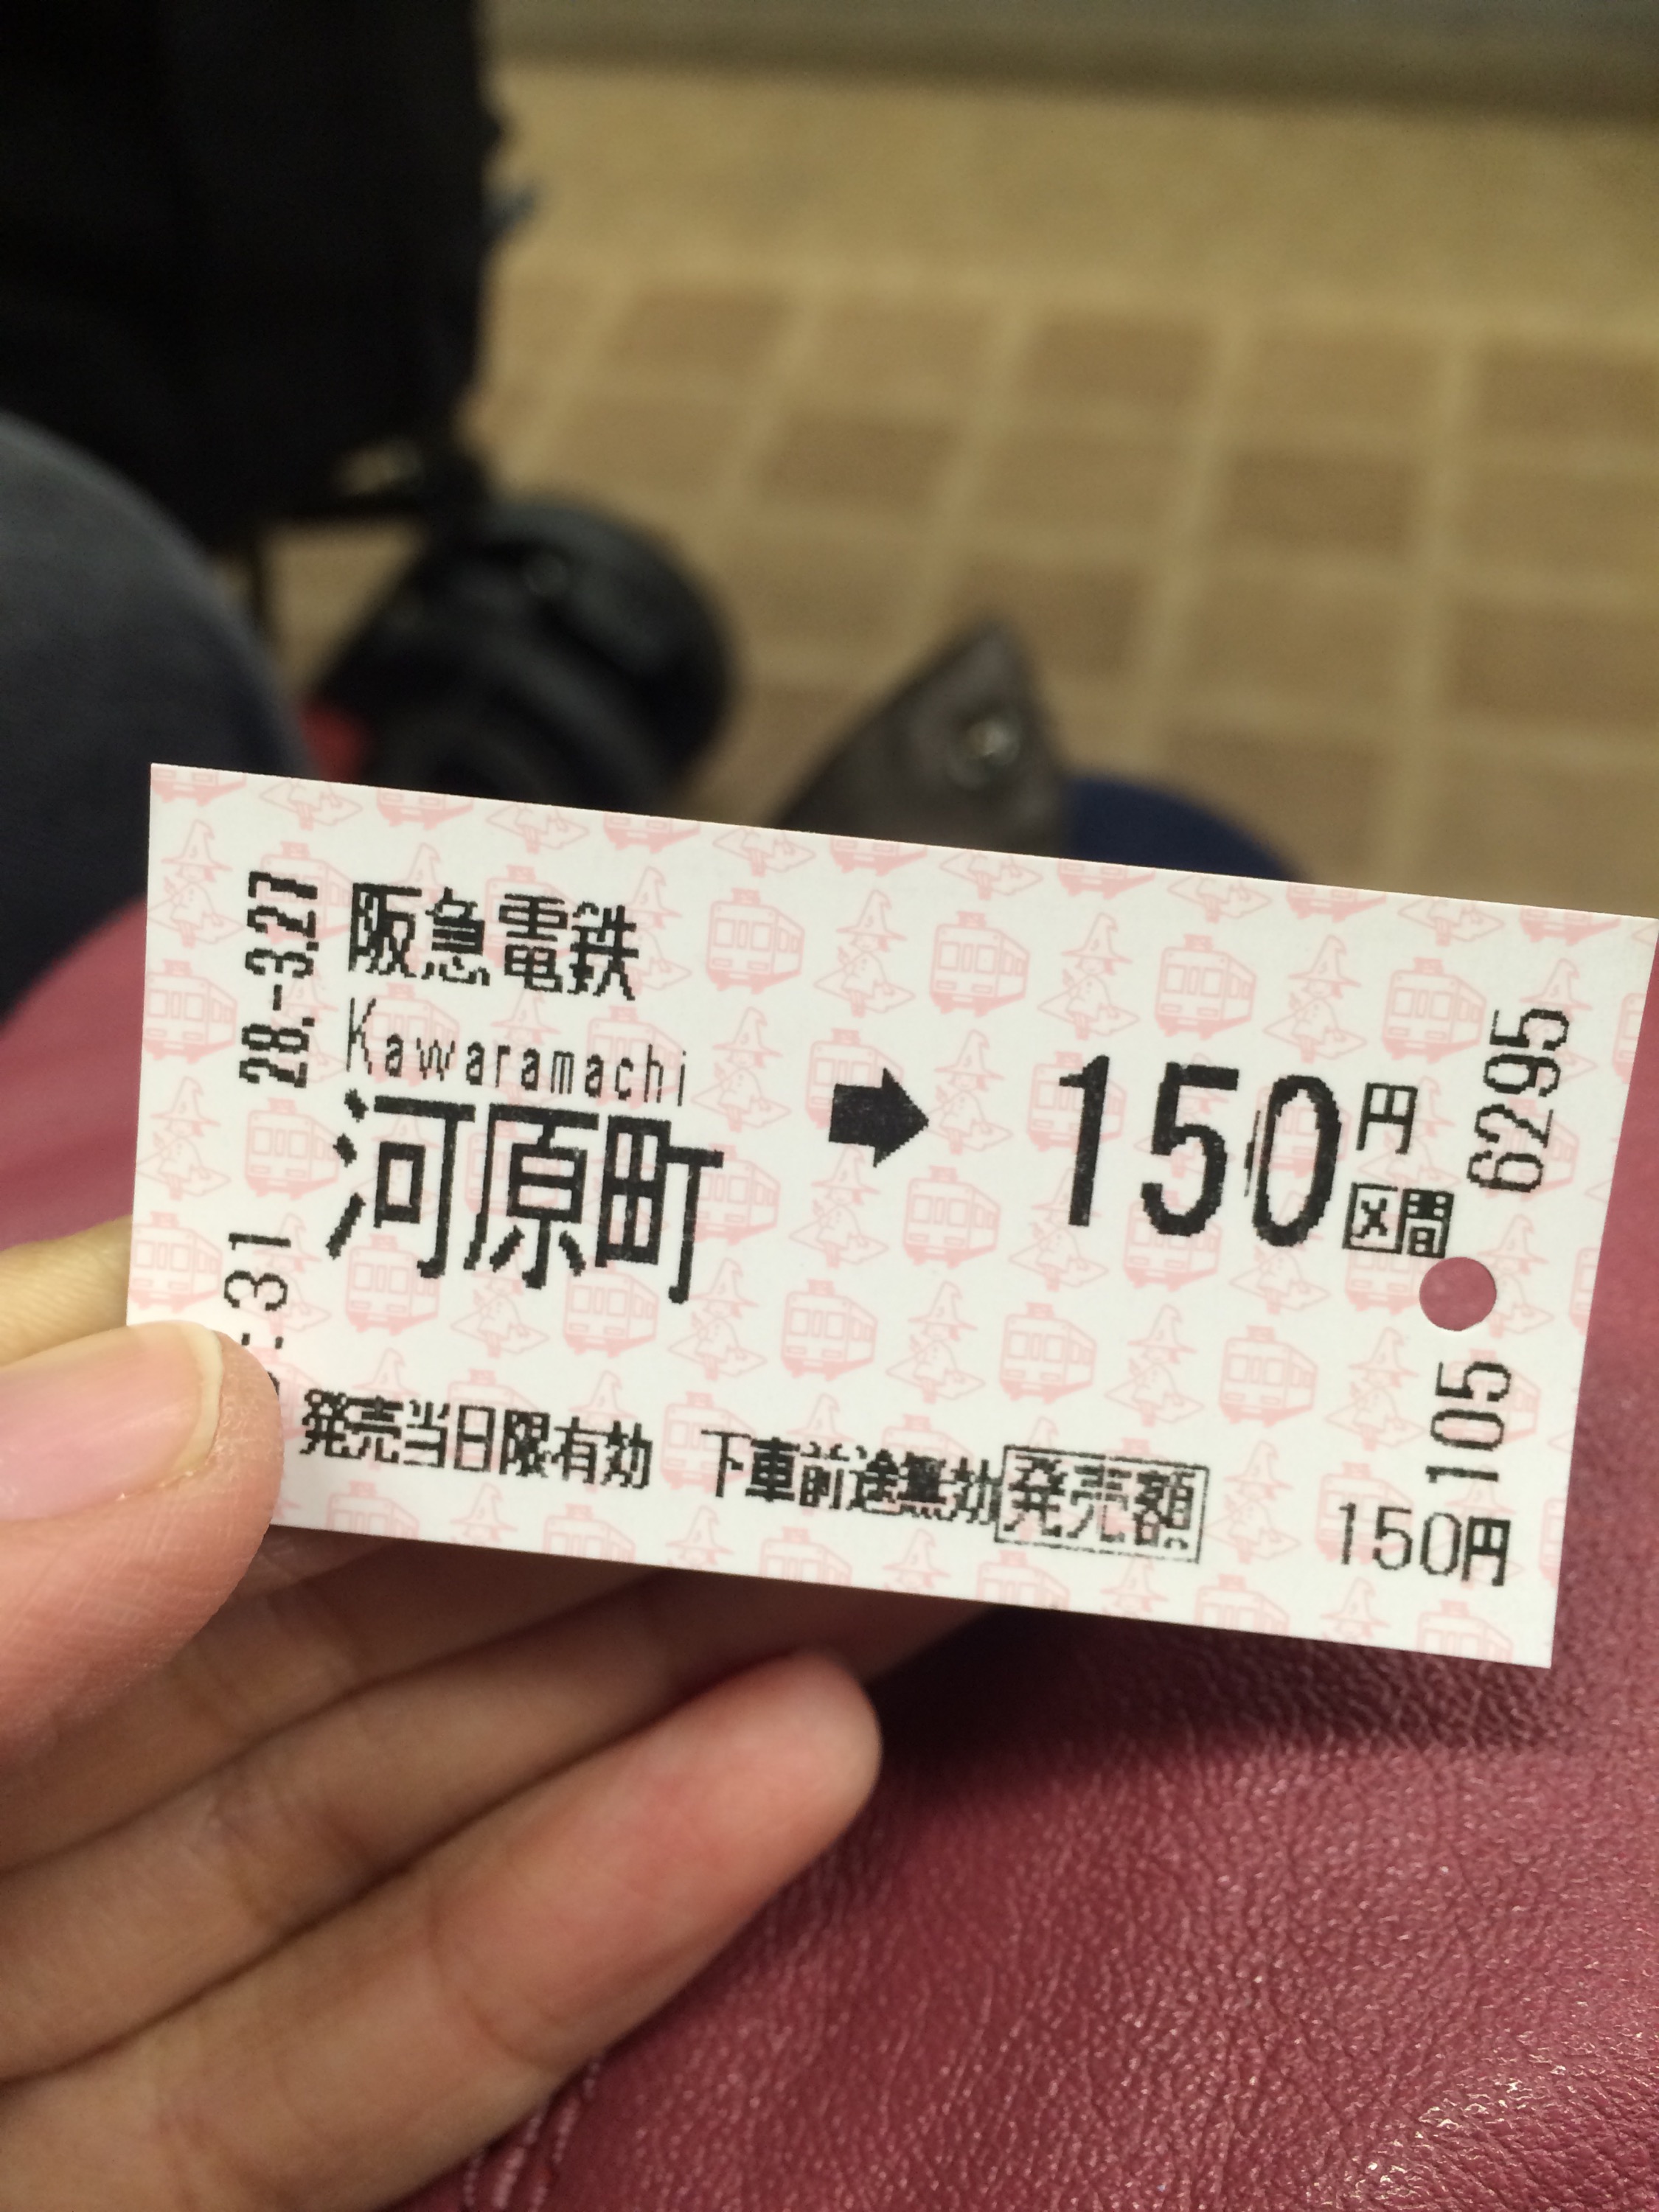 阪急電鉄
Kawaramachi
河原町 ➡ 150円区間
発売当日限有効 下車前途無効 発売額 150円
28.-3.27
:31
6295
105